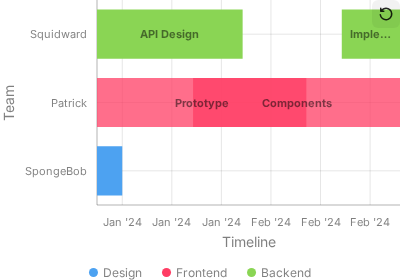 Squidward
API Design
Imple…
Patrick
Prototype
Components
SpongeBob
Team
Jan '24 Jan '24 Jan '24 Feb '24 Feb '24 Feb '24
Timeline
Design Frontend Backend